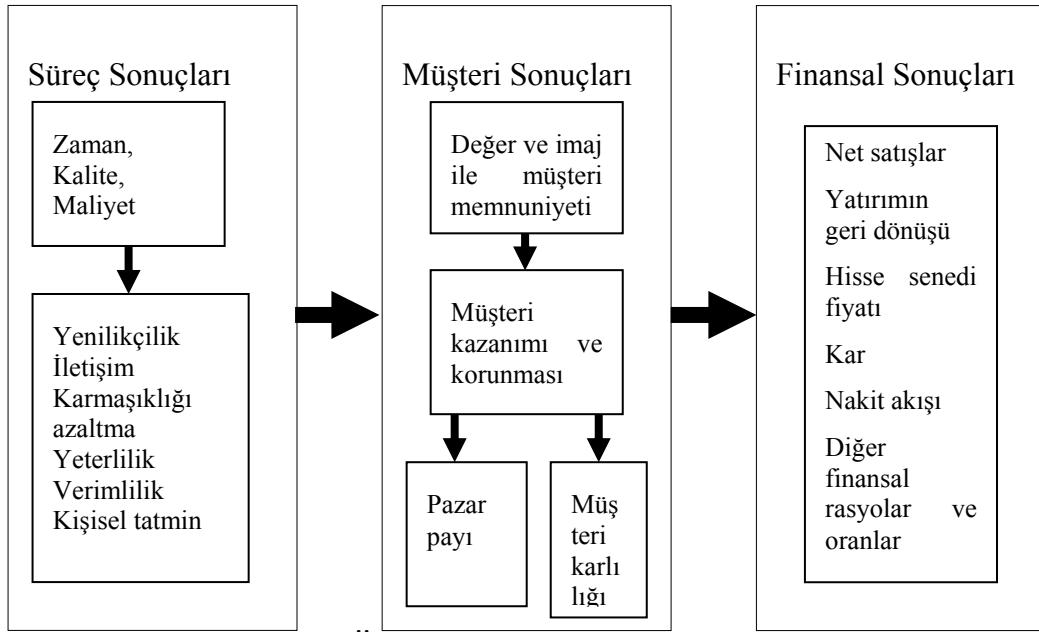 Süreç Sonuçları
Zaman,
Kalite,
Maliyet
Yenilikçilik
İletişim
Karmaşıklığı
azaltma
Yeterlilik
Verimlilik
Kişisel tatmin
Müşteri Sonuçları
Değer ve imaj
ile müşteri
memnuniyeti
Müşteri
kazanımı ve
korunması
Pazar
payı
Müş
teri
karlı
lığı
Finansal Sonuçları
Net satışlar
Yatırımın
geri dönüşü
Hisse senedi
fiyatı
Kar
Nakit akışı
Diğer
finansal
rasyolar ve
oranlar